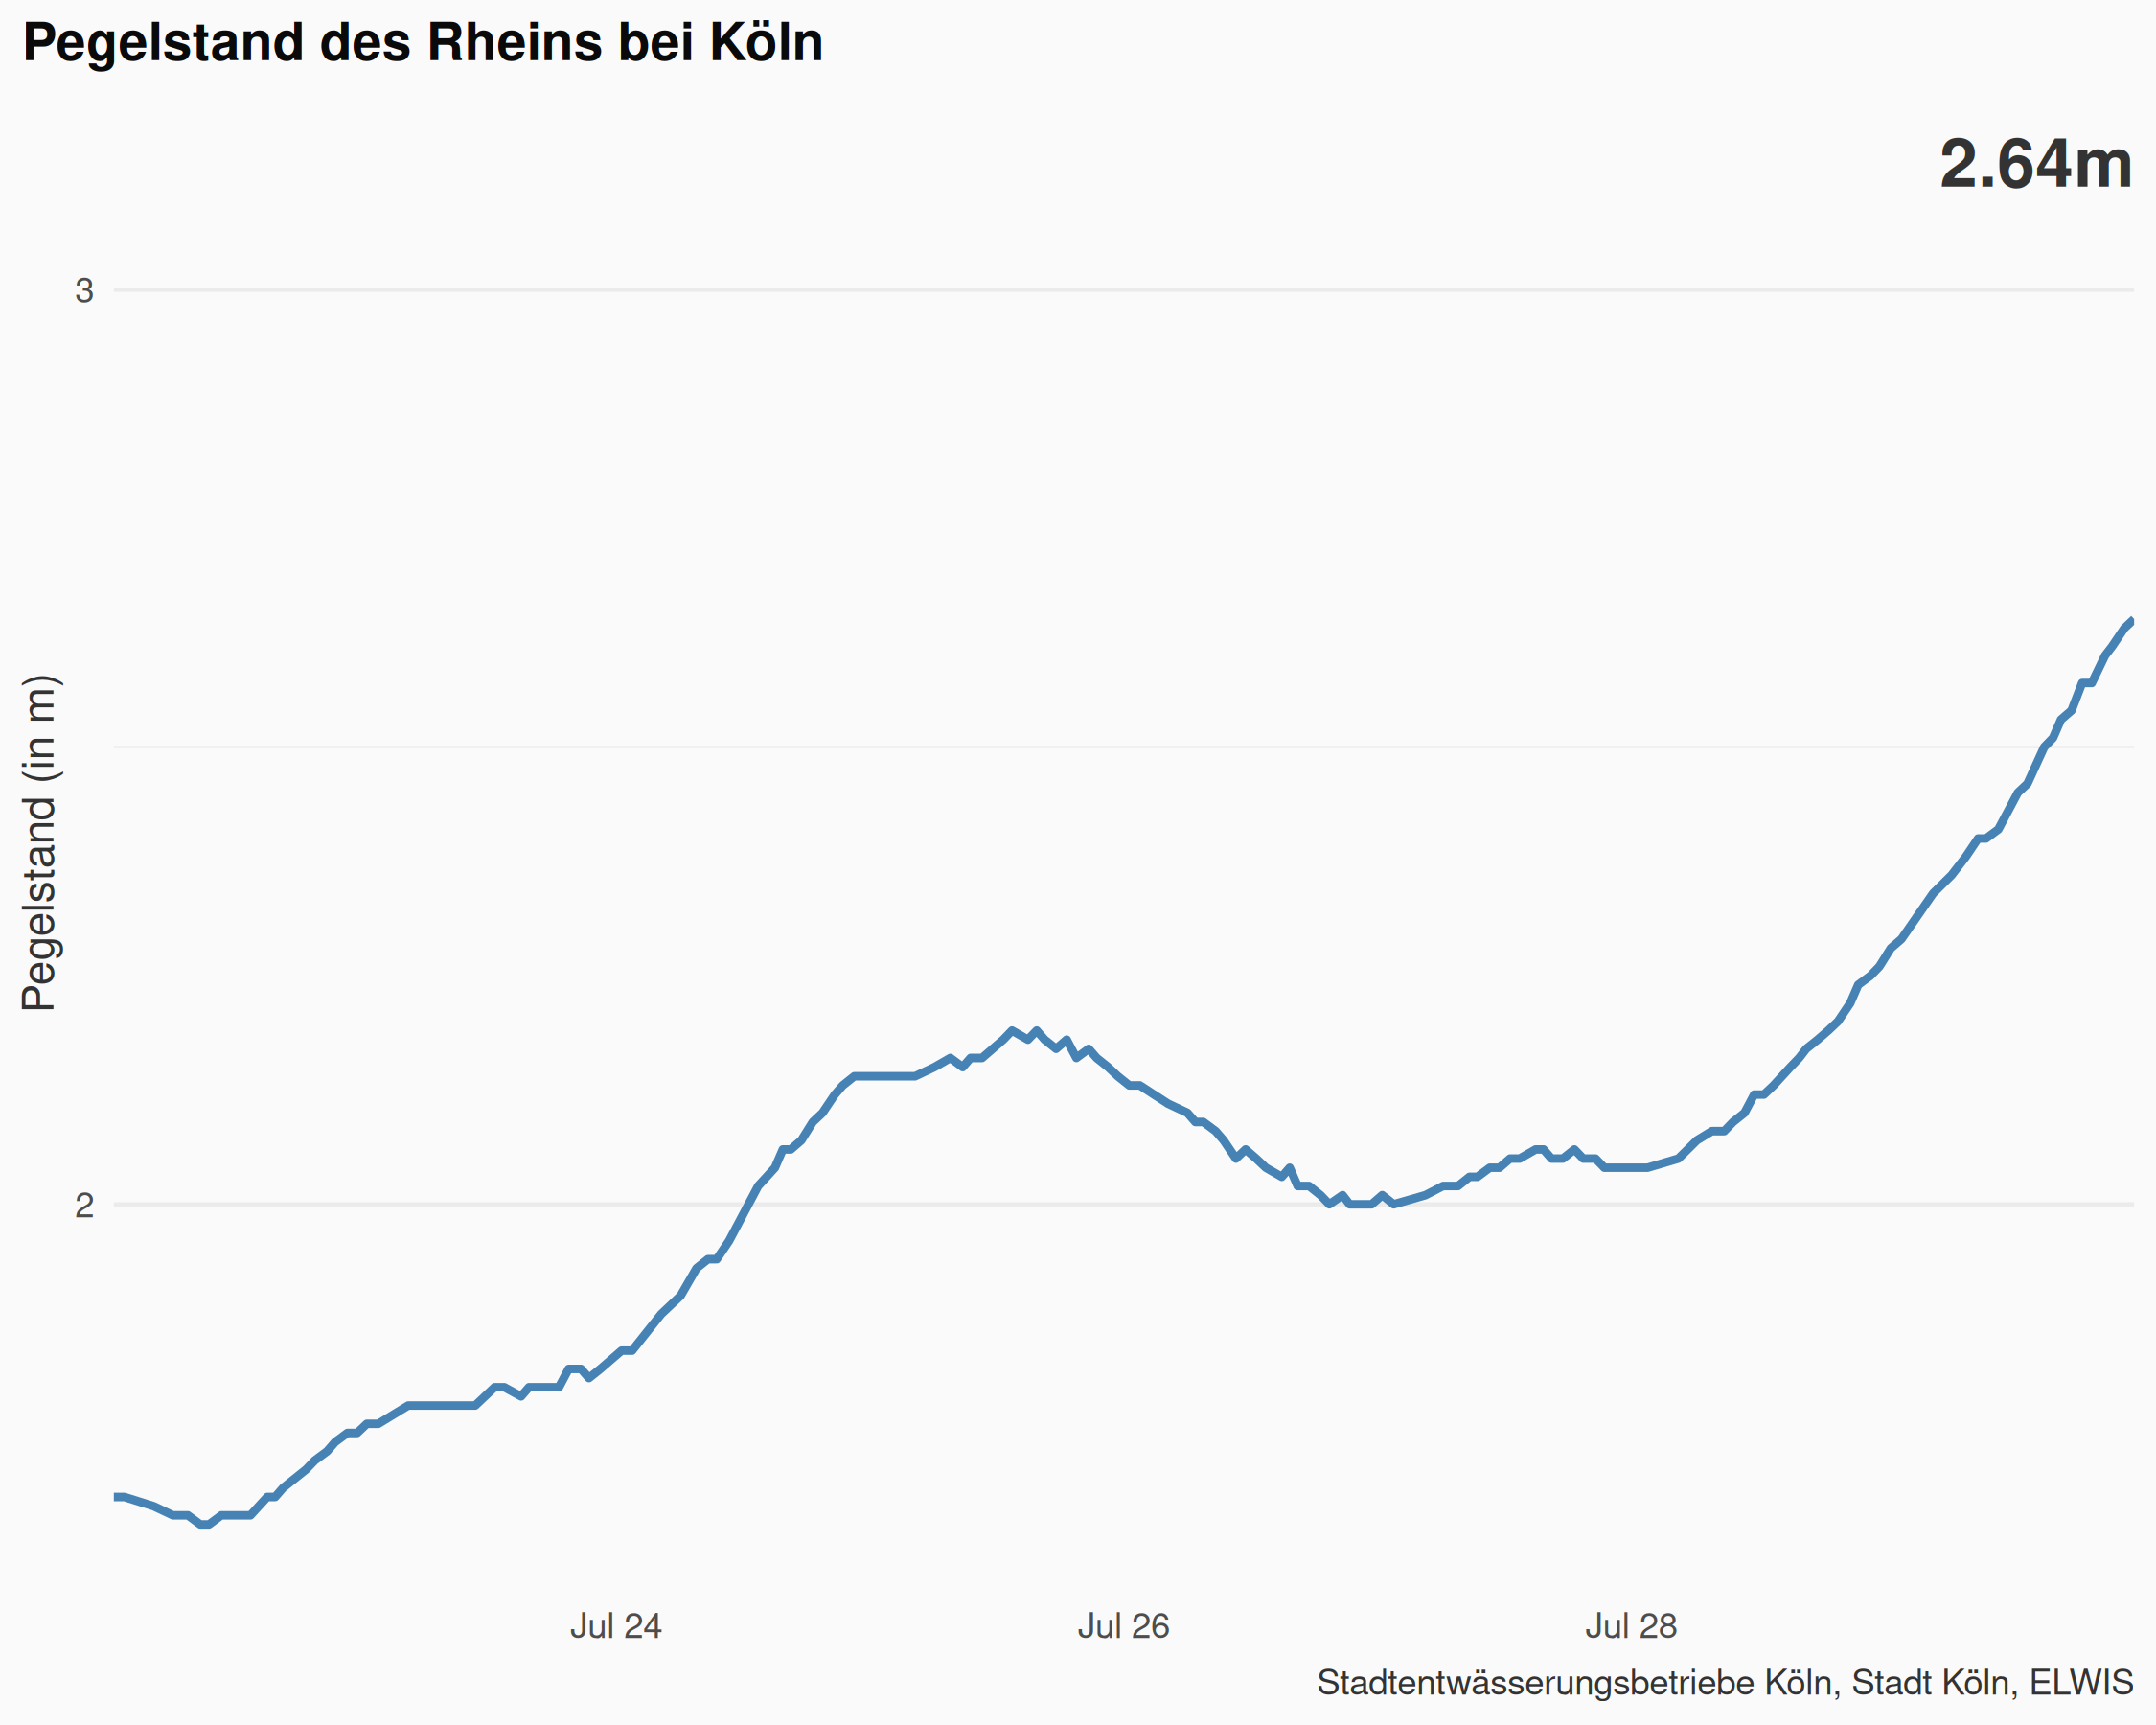 Pegelstand des Rheins bei Köln
2.64m
3
2
Pegelstand (in m)
Jul 24
Jul 26
Jul 28
Stadtentwässerungsbetriebe Köln, Stadt Köln, ELWIS